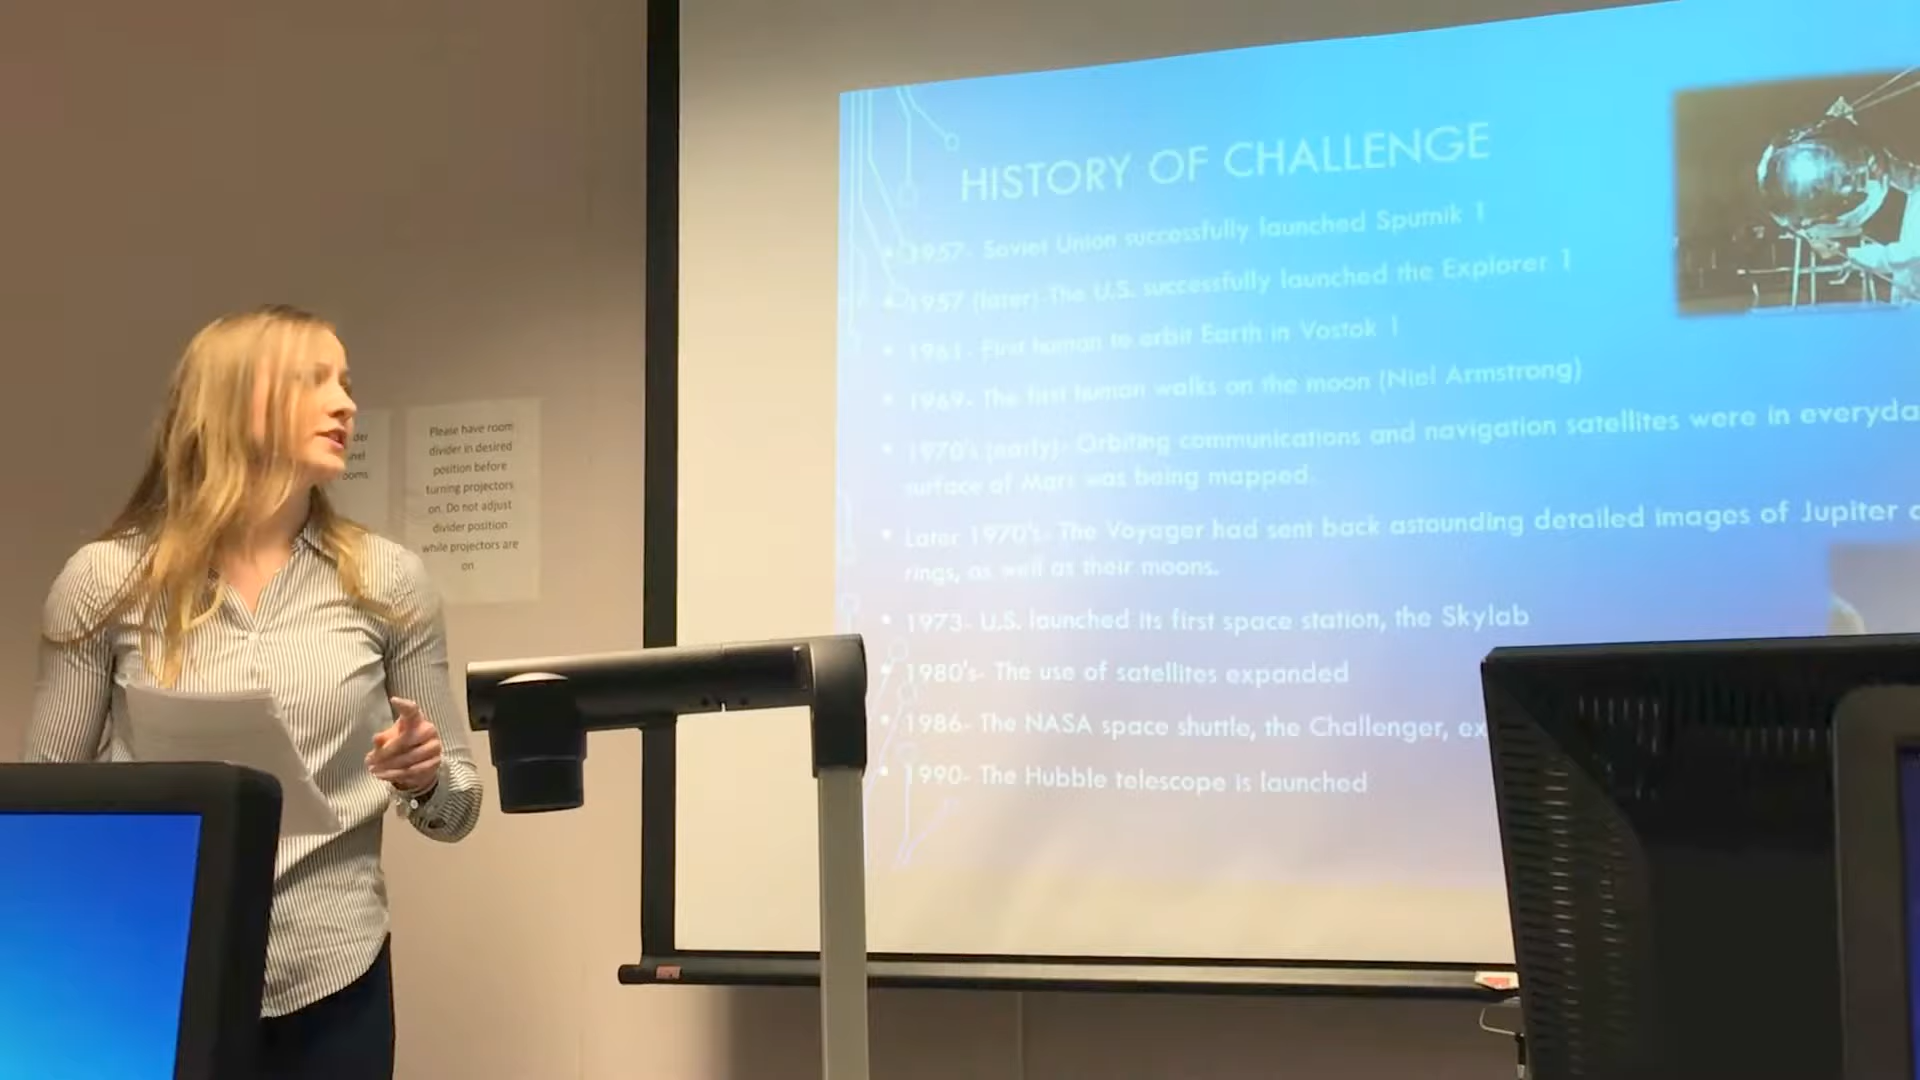 HISTORY OF CHALLENGE
• 1957- Soviet Union successfully launched Sputnik 1
• 1957 (later) The U.S. successfully launched the Explorer 1
• 1961- First human to orbit Earth in Vostok 1
• 1969- The first human walks on the moon (Niel Armstrong)
• 1970's (early)- Orbiting communications and navigation satellites were in everyda
surface of Mars was being mapped.
• Later 1970's- The Voyager had sent back astounding detailed images of Jupiter
rings, as well as their moons.
• 1973- U.S. launched its first space station, the Skylab
• 1980's- The use of satellites expanded
• 1986- The NASA space shuttle, the Challenger, ex
• 1990- The Hubble telescope is launched
der
nel
ooms.
Please have room
divider in desired
position before
turning projectors
on. Do not adjust
divider position
while projectors are
on